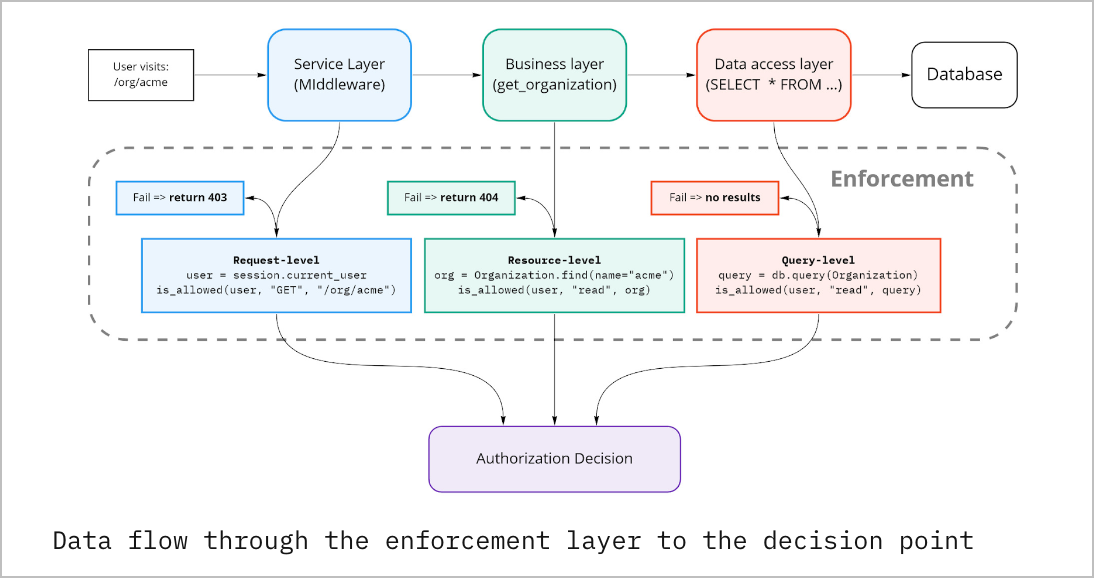 User visits:
/org/acme
Service Layer
(MIddleware)
Business layer
(get_organization)
Data access layer
(SELECT * FROM ...)
Database
Enforcement
Fail => return 403
Fail => return 404
Fail => no results
Request-level
user = session.current_user
is_allowed(user, "GET", "/org/acme")
Resource-level
org = Organization.find(name="acme")
is_allowed(user, "read", org)
Query-level
query = db.query(Organization)
is_allowed(user, "read", query)
Authorization Decision
Data flow through the enforcement layer to the decision point